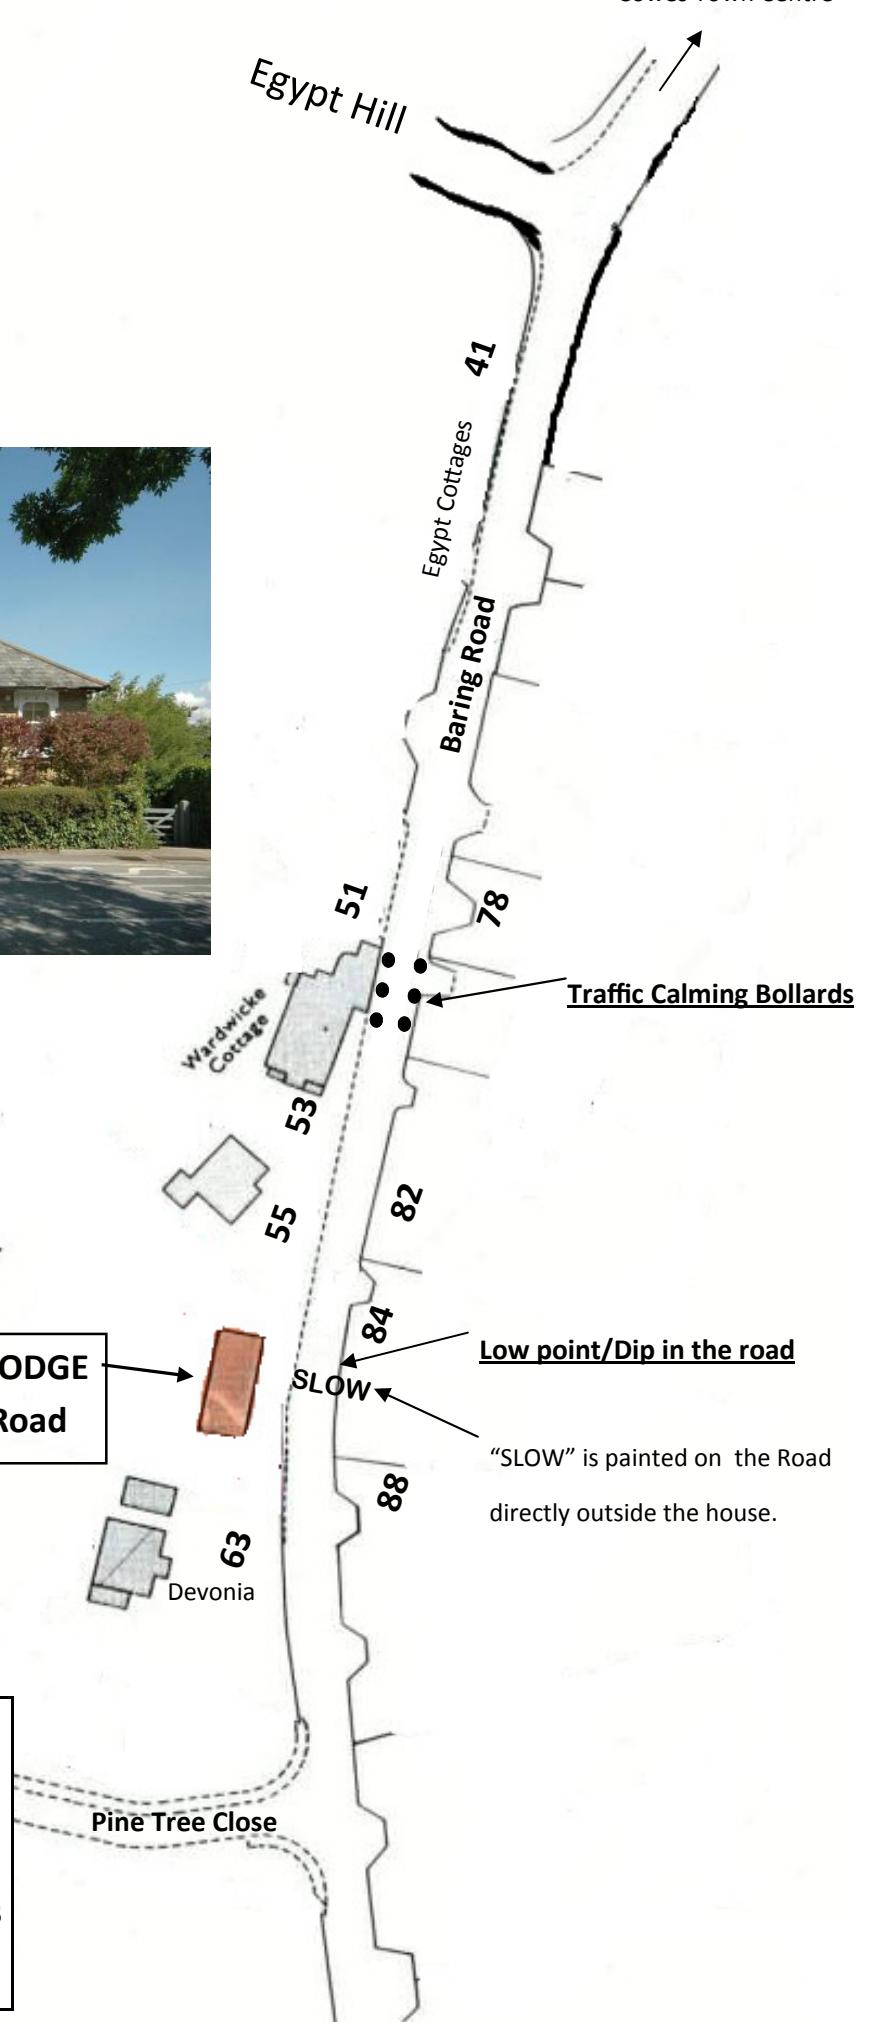 Egypt Hill
41
Egypt Cottages
Baring Road
51
78
Traffic Calming Bollards
Wardwicke
Cottage
53
55
82
84
ODGE
Road
SLOW
Low point/Dip in the road
“SLOW” is painted on the Road
directly outside the house.
88
63
Devonia
Pine Tree Close